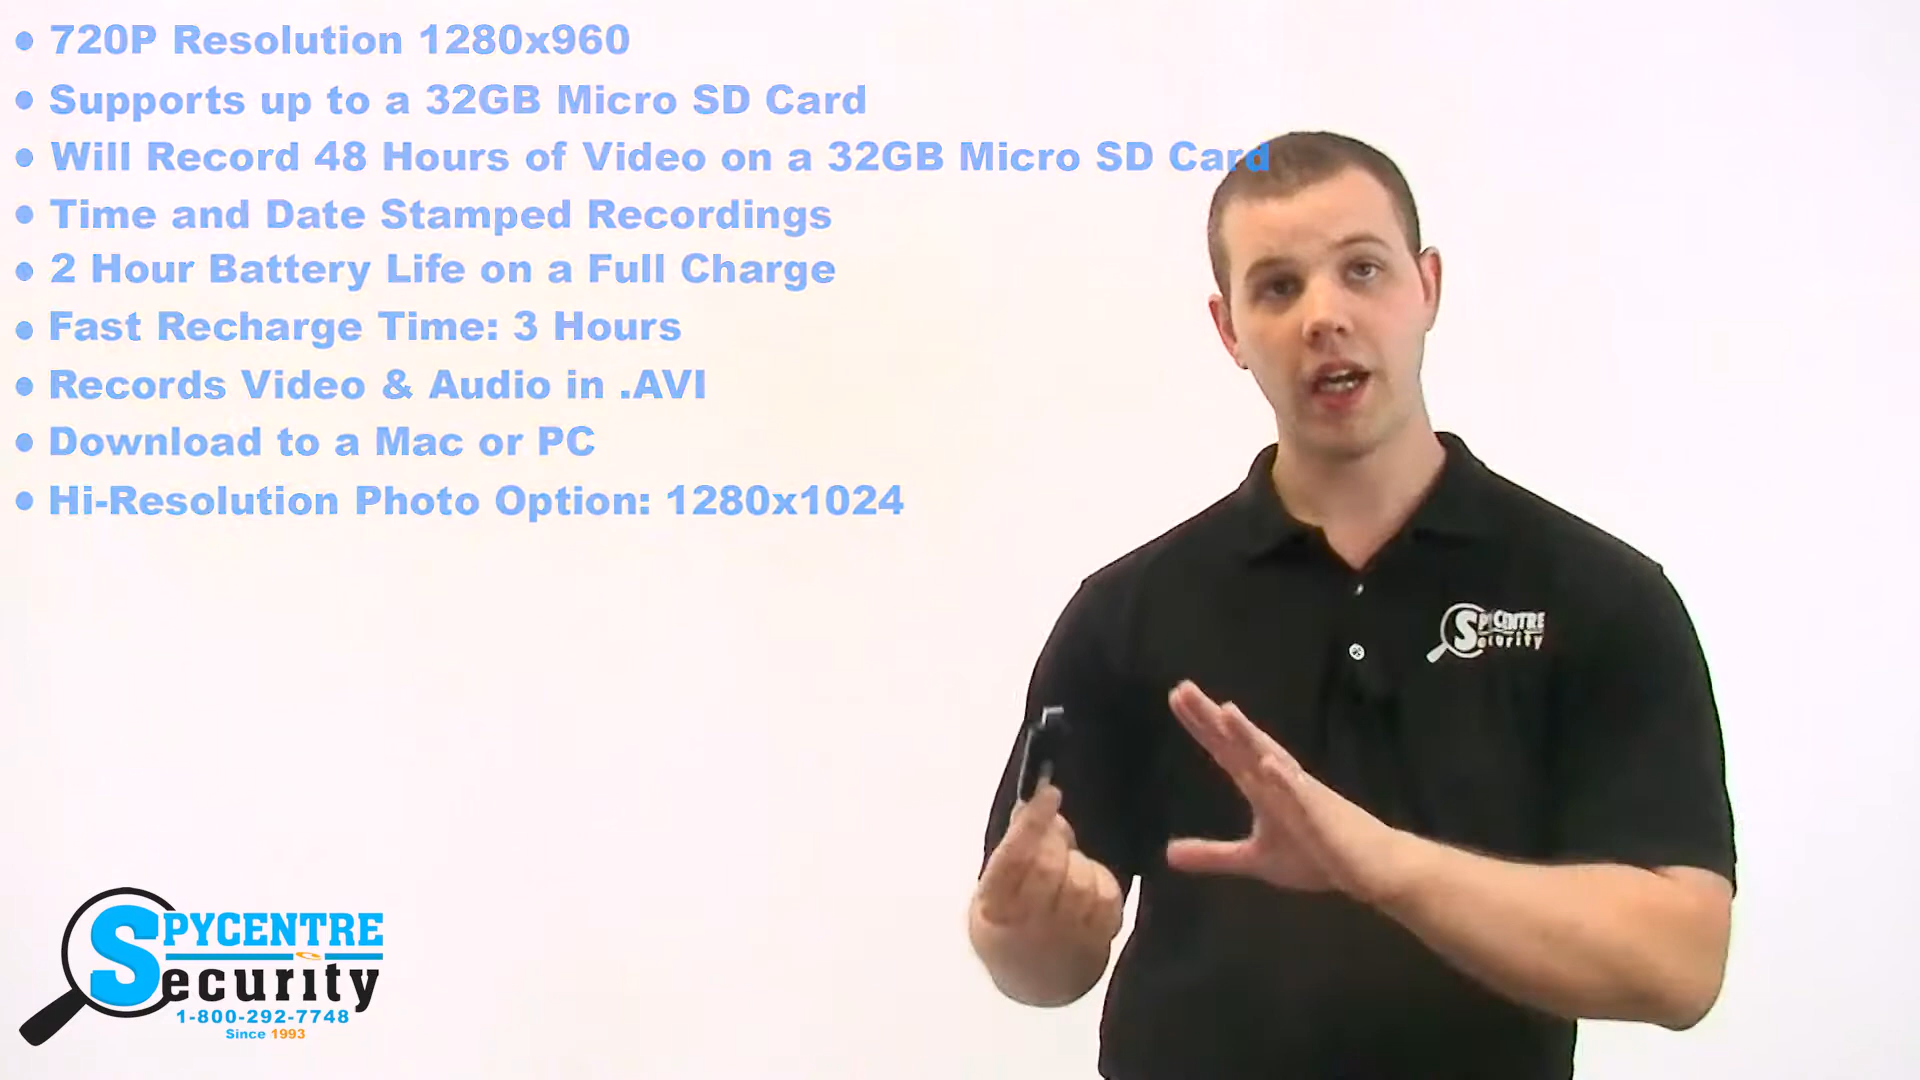 • 720P Resolution 1280x960
• Supports up to a 32GB Micro SD Card
• Will Record 48 Hours of Video on a 32GB Micro SD Card
• Time and Date Stamped Recordings
• 2 Hour Battery Life on a Full Charge
• Fast Recharge Time: 3 Hours
• Records Video & Audio in .AVI
• Download to a Mac or PC
• Hi-Resolution Photo Option: 1280x1024
SPYCENTRE
Security
SPYCENTRE
Security
1-800-292-7748
Since 1993